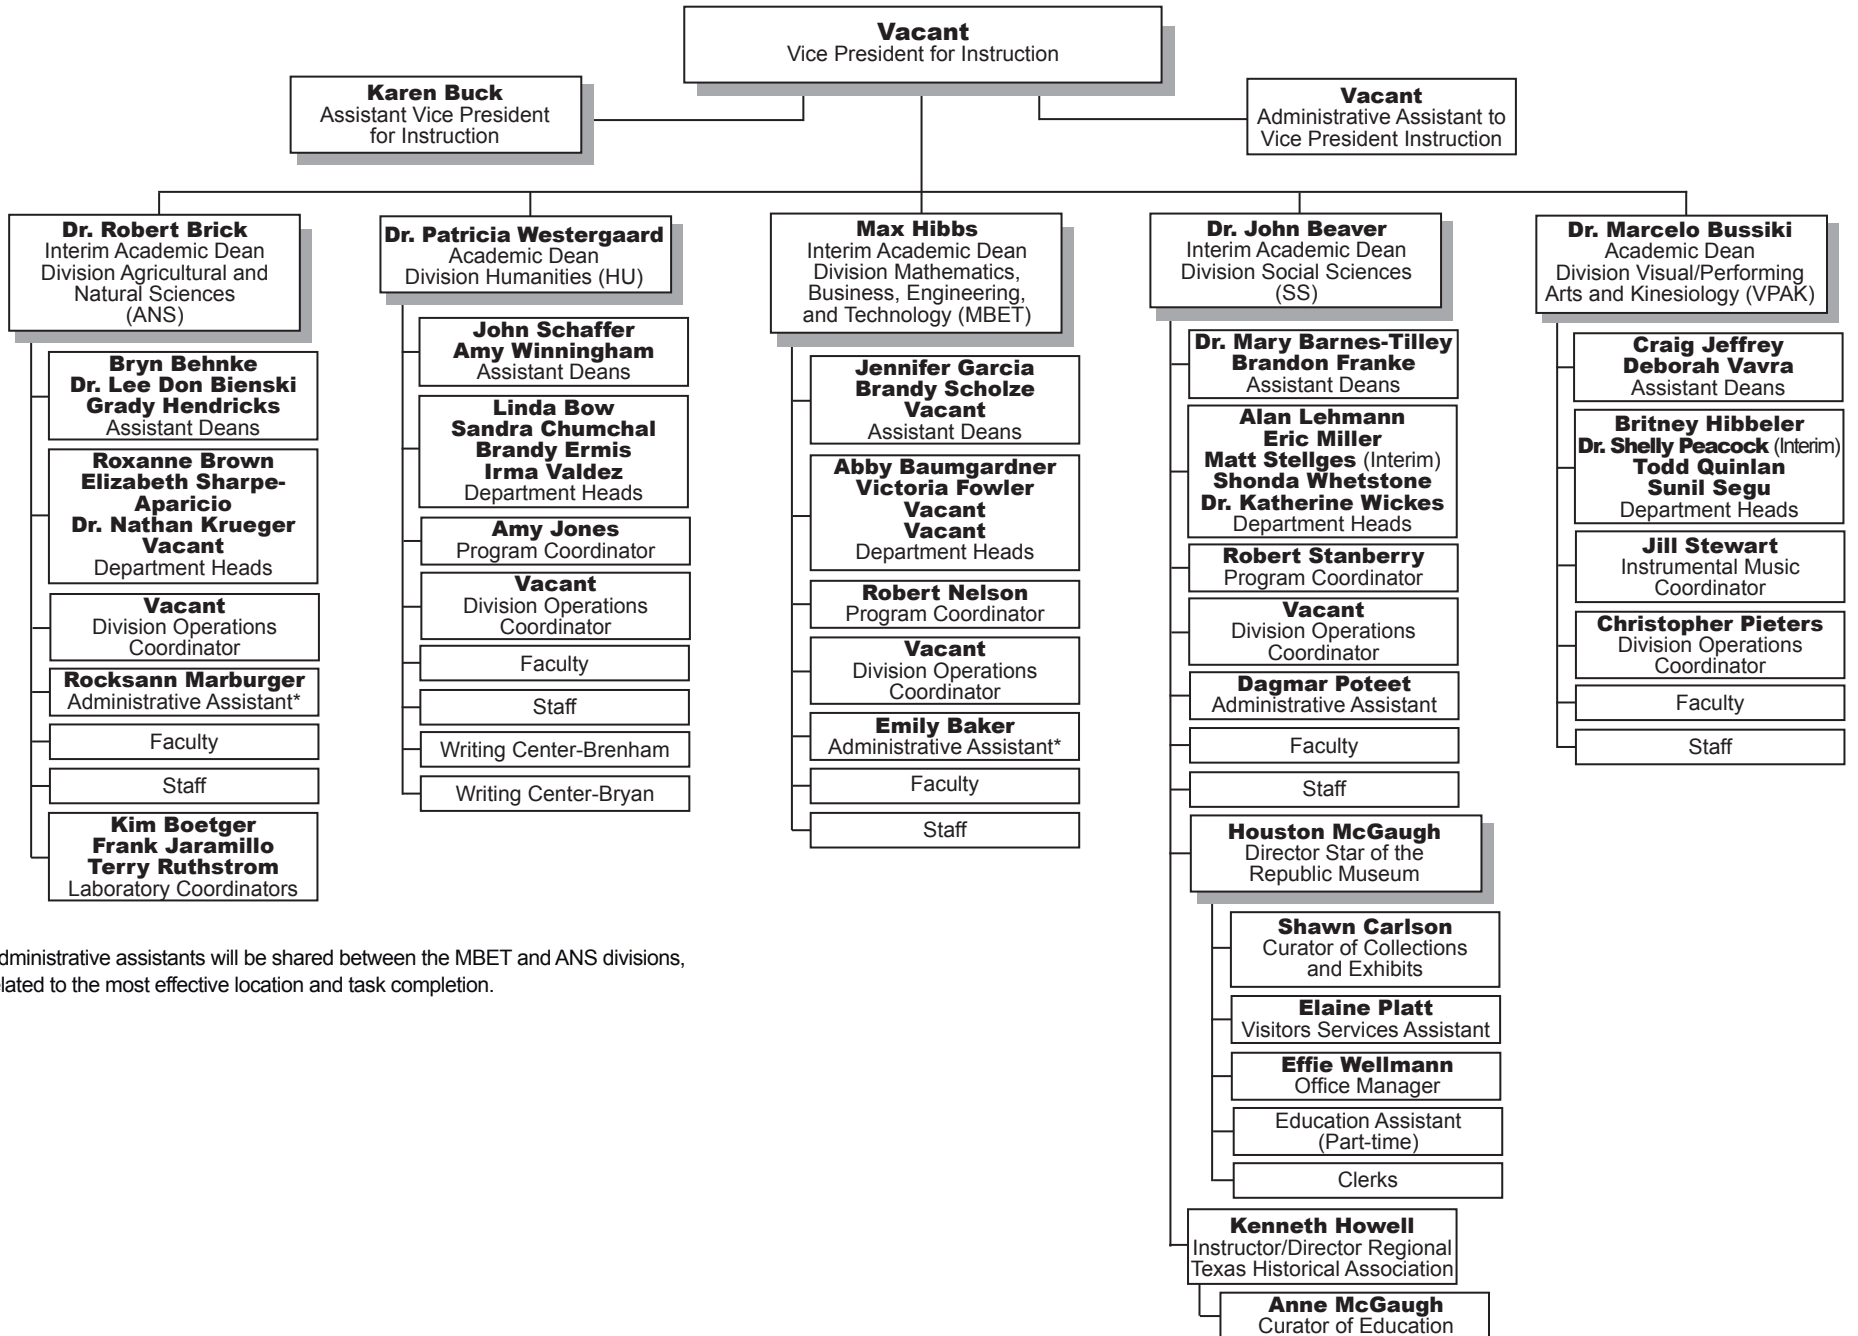 Vacant
Vice President for Instruction
Karen Buck
Assistant Vice President
for Instruction
Vacant
Administrative Assistant to
Vice President Instruction
Dr. Robert Brick
Interim Academic Dean
Division Agricultural and
Natural Sciences
(ANS)
Bryn Behnke
Dr. Lee Don Bienski
Grady Hendricks
Assistant Deans
Roxanne Brown
Elizabeth Sharpe-
Aparicio
Dr. Nathan Krueger
Vacant
Department Heads
Vacant
Division Operations
Coordinator
Rocksann Marburger
Administrative Assistant*
Faculty
Staff
Kim Boetger
Frank Jaramillo
Terry Ruthstrom
Laboratory Coordinators
Dr. Patricia Westergaard
Academic Dean
Division Humanities (HU)
John Schaffer
Amy Winningham
Assistant Deans
Linda Bow
Sandra Chumchal
Brandy Ermis
Irma Valdez
Department Heads
Amy Jones
Program Coordinator
Vacant
Division Operations
Coordinator
Faculty
Staff
Writing Center-Brenham
Writing Center-Bryan
Max Hibbs
Interim Academic Dean
Division Mathematics,
Business, Engineering,
and Technology (MBET)
Jennifer Garcia
Brandy Scholze
Vacant
Assistant Deans
Abby Baumgardner
Victoria Fowler
Vacant
Vacant
Department Heads
Robert Nelson
Program Coordinator
Vacant
Division Operations
Coordinator
Emily Baker
Administrative Assistant*
Faculty
Staff
Dr. John Beaver
Interim Academic Dean
Division Social Sciences
(SS)
Dr. Mary Barnes-Tilley
Brandon Franke
Assistant Deans
Alan Lehmann
Eric Miller
Matt Stellges (Interim)
Shonda Whetstone
Dr. Katherine Wickes
Department Heads
Robert Stanberry
Program Coordinator
Vacant
Division Operations
Coordinator
Dagmar Poteet
Administrative Assistant
Faculty
Staff
Houston McGaugh
Director Star of the
Republic Museum
Shawn Carlson
Curator of Collections
and Exhibits
Elaine Platt
Visitors Services Assistant
Effie Wellmann
Office Manager
Education Assistant
(Part-time)
Clerks
Kenneth Howell
Instructor/Director Regional
Texas Historical Association
Anne McGaugh
Curator of Education
Dr. Marcelo Bussiki
Academic Dean
Division Visual/Performing
Arts and Kinesiology (VPAK)
Craig Jeffrey
Deborah Vavra
Assistant Deans
Britney Hibbeler
Dr. Shelly Peacock (Interim)
Todd Quinlan
Sunil Segu
Department Heads
Jill Stewart
Instrumental Music
Coordinator
Christopher Pieters
Division Operations
Coordinator
Faculty
Staff
dministrative assistants will be shared between the MBET and ANS divisions,
elated to the most effective location and task completion.